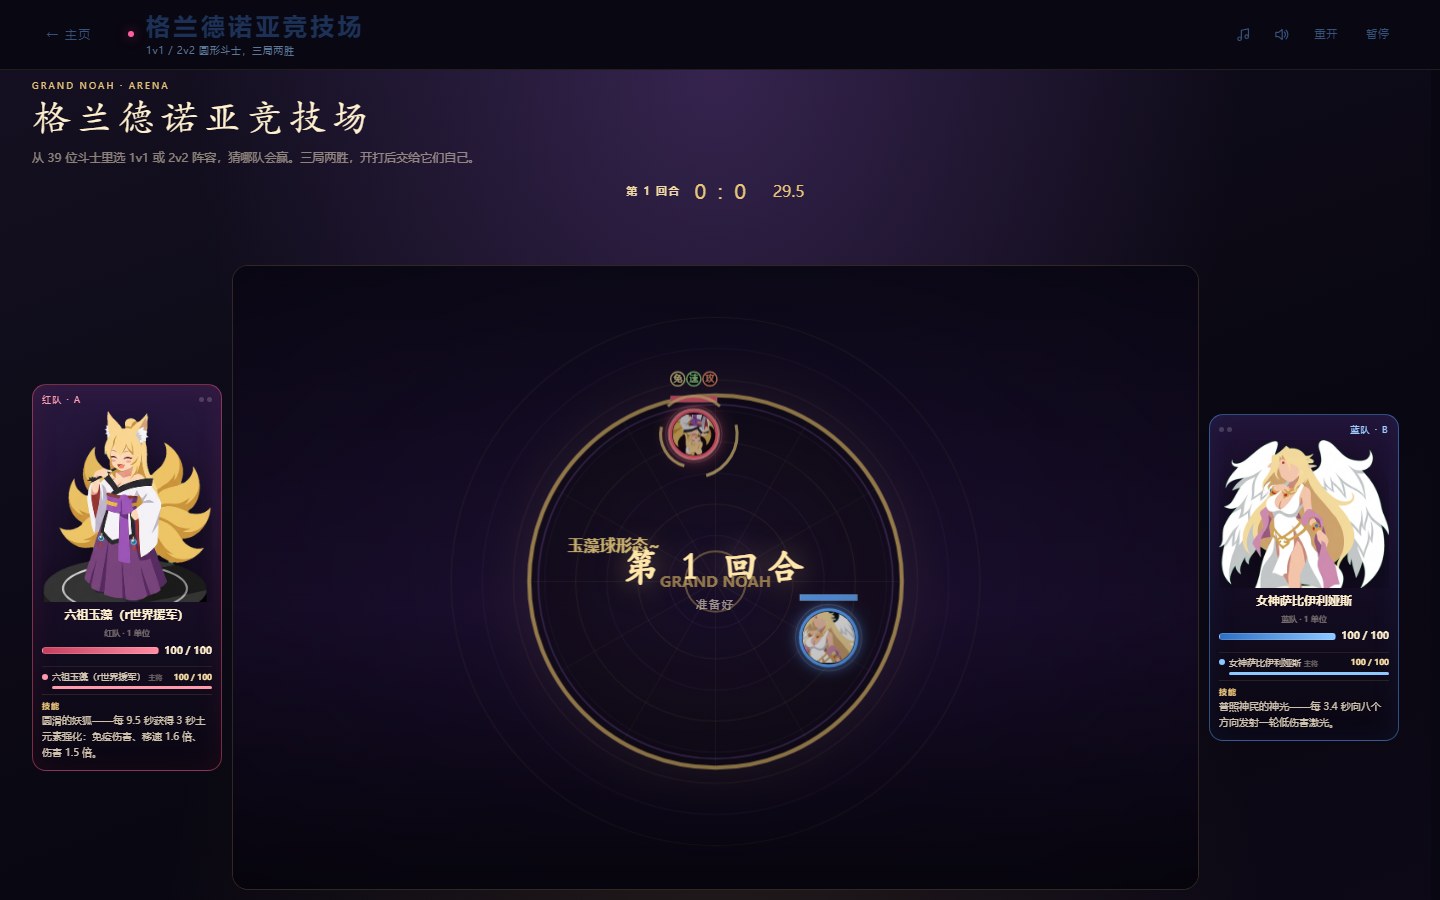 ← 主页
格兰德诺亚竞技场
1v1 / 2v2 圆形斗士，三局两胜
重开
暂停
GRAND NOAH · ARENA
格兰德诺亚竞技场
从 39 位斗士里选 1v1 或 2v2 阵容，猜哪队会赢。三局两胜，开打后交给它们自己。
第 1 回合 0 : 0 29.5
红队 · A
六祖玉藻（r世界援军）
红队 · 1 单位
100 / 100
六祖玉藻（r世界援军） 主将 100 / 100
技能
圆滑的妖狐——每 9.5 秒获得 3 秒土
元素强化：免疫伤害、移速 1.6 倍、
伤害 1.5 倍。
免 速 攻
玉藻球形态~
第 1 回合
GRAND NOAH
准备好
蓝队 · B
女神萨比伊利娅斯
蓝队 · 1 单位
100 / 100
女神萨比伊利娅斯 主将 100 / 100
技能
普照神民的神光——每 3.4 秒向八个
方向发射一轮低伤害激光。